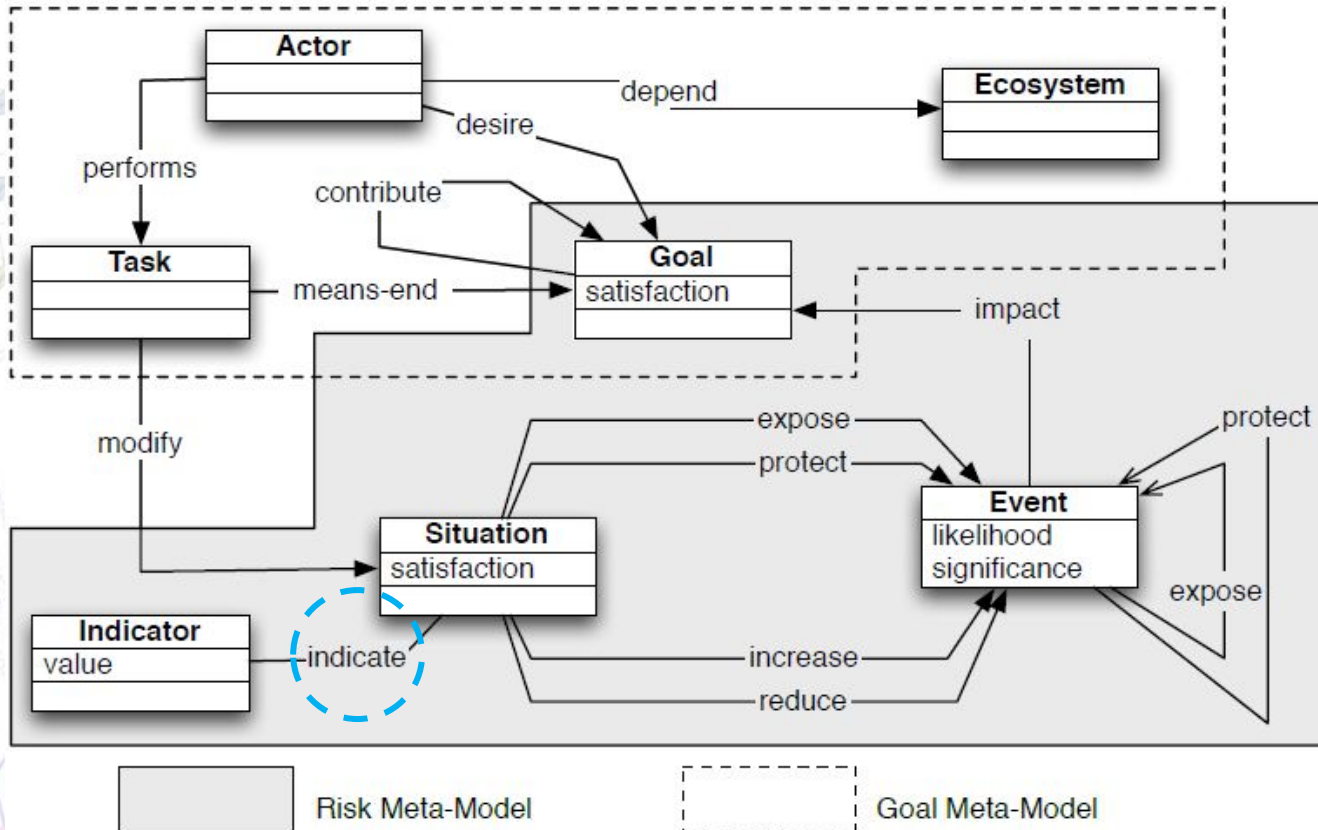 Actor
depend
Ecosystem
desire
performs
contribute
Task
Goal
means-end
satisfaction
impact
expose
protect
modify
protect
Event
Situation
likelihood
satisfaction
significance
expose
Indicator
value
indicate
increase
reduce
Risk Meta-Model
Goal Meta-Model